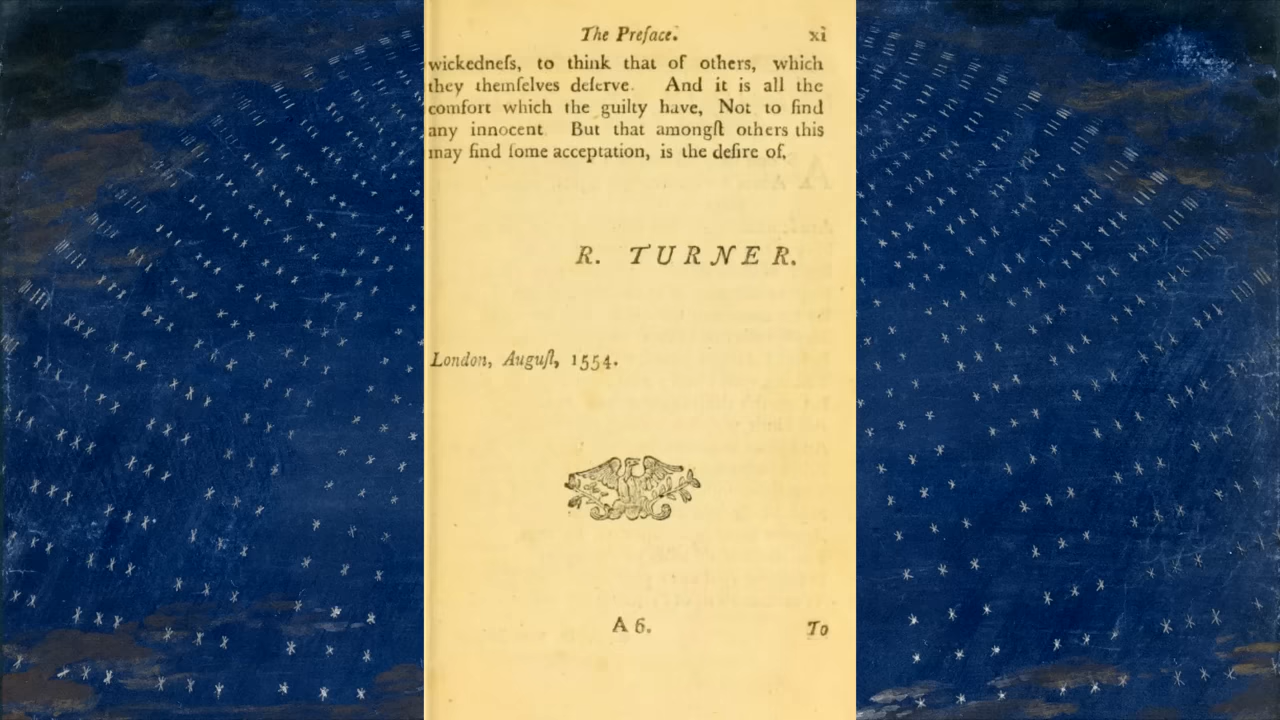 The Preſace. xi
wickedneſs, to think that of others, which
they themſelves deſerve. And it is all the
comfort which the guilty have, Not to find
any innocent But that amongſt others this
may find ſome acceptation, is the deſire of,
R. TURNER.
London, Auguſt, 1554.
A 6. To